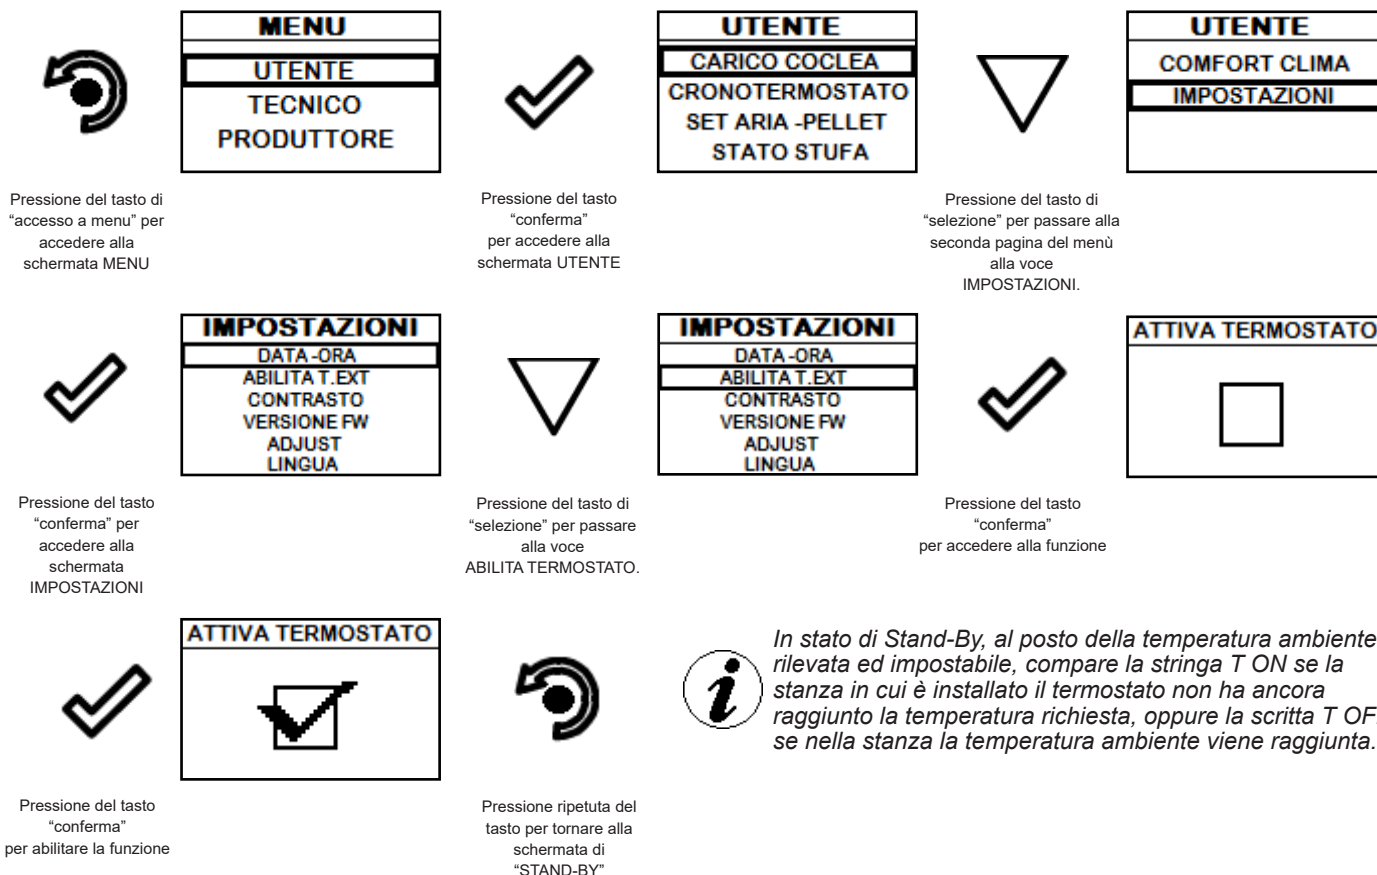 MENU
UTENTE
TECNICO
PRODUTTORE
UTENTE
CARICO COCLEA
CRONOTERMOSTATO
SET ARIA -PELLET
STATO STUFA
UTENTE
COMFORT CLIMA
IMPOSTAZIONI
Pressione del tasto di
“accesso a menu” per
accedere alla
schermata MENU
Pressione del tasto
“conferma”
per accedere alla
schermata UTENTE
Pressione del tasto di
“selezione” per passare alla
seconda pagina del menù
alla voce
IMPOSTAZIONI.
IMPOSTAZIONI
DATA -ORA
ABILITA T.EXT
CONTRASTO
VERSIONE FW
ADJUST
LINGUA
IMPOSTAZIONI
DATA -ORA
ABILITA T.EXT
CONTRASTO
VERSIONE FW
ADJUST
LINGUA
ATTIVA TERMOSTATO
Pressione del tasto
“conferma” per
accedere alla
schermata
IMPOSTAZIONI
Pressione del tasto di
“selezione” per passare
alla voce
ABILITA TERMOSTATO.
Pressione del tasto
“conferma”
per accedere alla funzione
ATTIVA TERMOSTATO
In stato di Stand-By, al posto della temperatura ambiente
rilevata ed impostabile, compare la stringa T ON se la
stanza in cui è installato il termostato non ha ancora
raggiunto la temperatura richiesta, oppure la scritta T
se nella stanza la temperatura ambiente viene raggiunta.
Pressione del tasto
“conferma”
per abilitare la funzione
Pressione ripetuta del
tasto per tornare alla
schermata di
“STAND-BY”